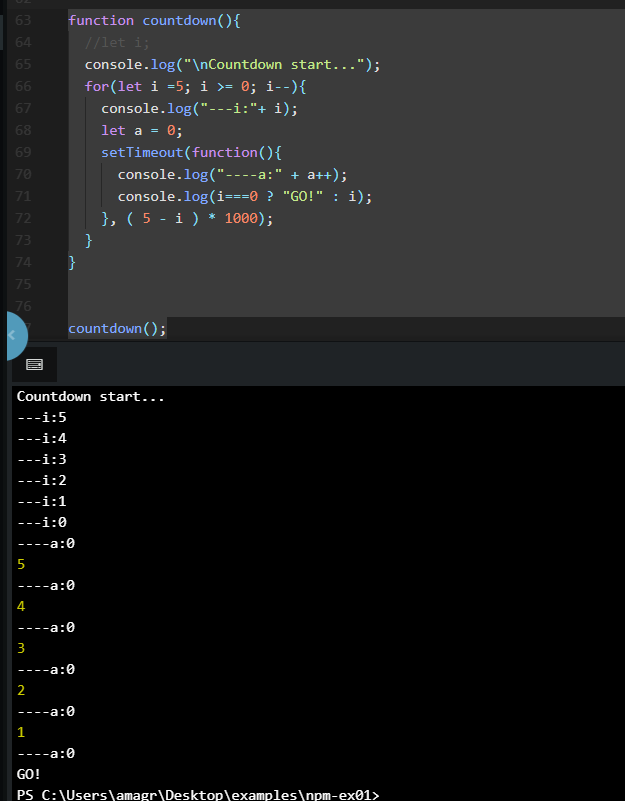 63 function countdown(){
64 //let i;
65 console.log("\nCountdown start...");
66 for(let i =5; i >= 0; i--){
67 console.log("---i:"+ i);
68 let a = 0;
69 setTimeout(function(){
70 console.log("----a:" + a++);
71 console.log(i===0 ? "GO!" : i);
72 }, ( 5 - i ) * 1000);
73 }
74 }
75
76
countdown();
Countdown start...
---i:5
---i:4
---i:3
---i:2
---i:1
---i:0
----a:0
5
----a:0
4
----a:0
3
----a:0
2
----a:0
1
----a:0
GO!
PS C:\Users\amagr\Desktop\examples\npm-ex01>